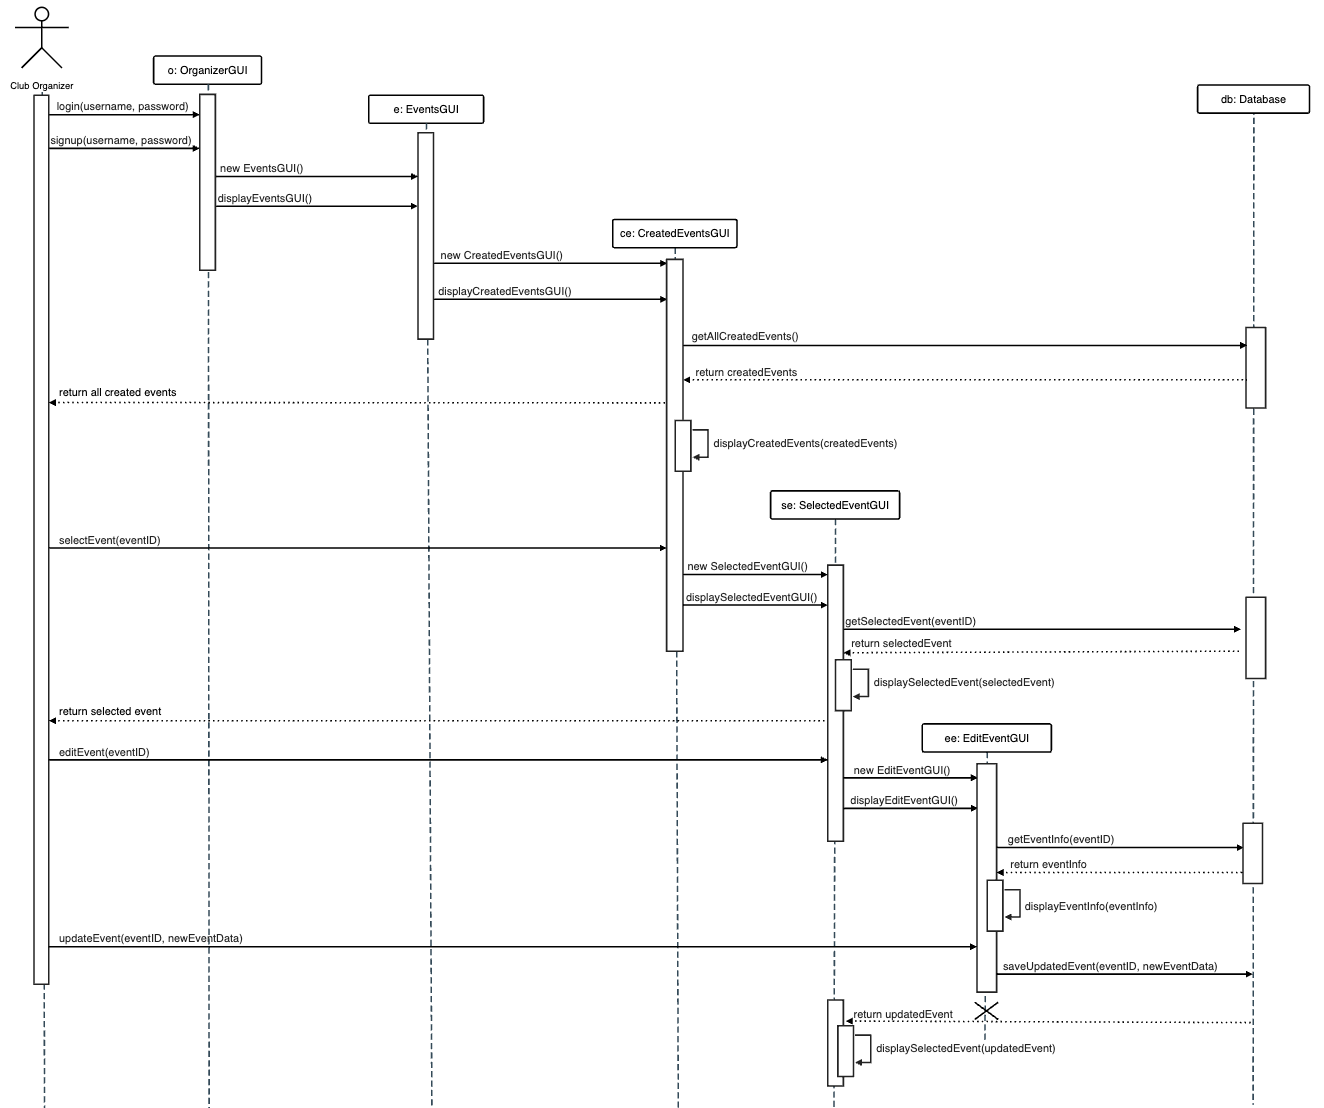 Club Organizer
o: OrganizerGUI
e: EventsGUI
db: Database
login(username, password)
signup(username, password)
new EventsGUI()
displayEventsGUI()
ce: CreatedEventsGUI
new CreatedEventsGUI()
displayCreatedEventsGUI()
getAllCreatedEvents()
return createdEvents
return all created events
displayCreatedEvents(createdEvents)
se: SelectedEventGUI
selectEvent(eventID)
new SelectedEventGUI()
displaySelectedEventGUI()
getSelectedEvent(eventID)
return selectedEvent
displaySelectedEvent(selectedEvent)
return selected event
ee: EditEventGUI
editEvent(eventID)
new EditEventGUI()
displayEditEventGUI()
getEventInfo(eventID)
return eventInfo
displayEventInfo(eventInfo)
updateEvent(eventID, newEventData)
saveUpdatedEvent(eventID, newEventData)
return updatedEvent
displaySelectedEvent(updatedEvent)